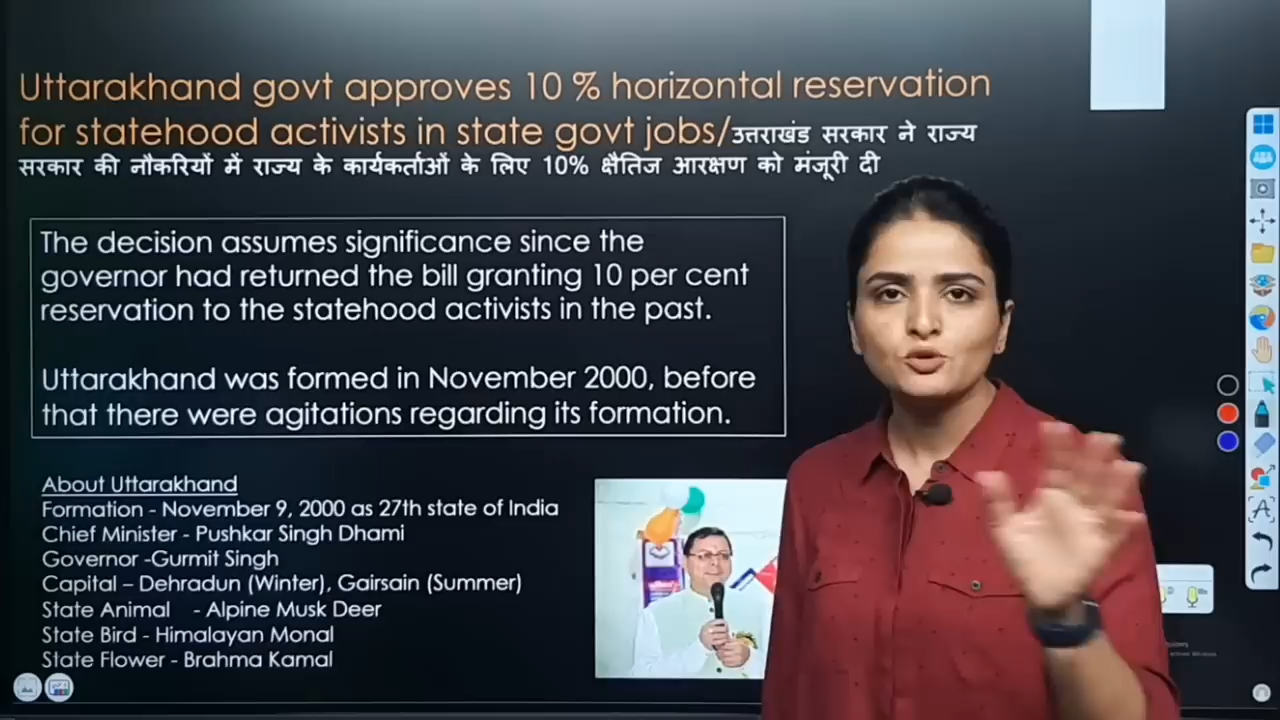 Uttarakhand govt approves 10 % horizontal reservation
for statehood activists in state govt jobs/उत्तराखंड सरकार ने राज्य
सरकार की नौकरियों में राज्य के कार्यकर्ताओं के लिए 10% क्षैतिज आरक्षण को मंजूरी दी
The decision assumes significance since the
governor had returned the bill granting 10 per cent
reservation to the statehood activists in the past.
Uttarakhand was formed in November 2000, before
that there were agitations regarding its formation.
About Uttarakhand
Formation - November 9, 2000 as 27th state of India
Chief Minister - Pushkar Singh Dhami
Governor -Gurmit Singh
Capital – Dehradun (Winter), Gairsain (Summer)
State Animal - Alpine Musk Deer
State Bird - Himalayan Monal
State Flower - Brahma Kamal